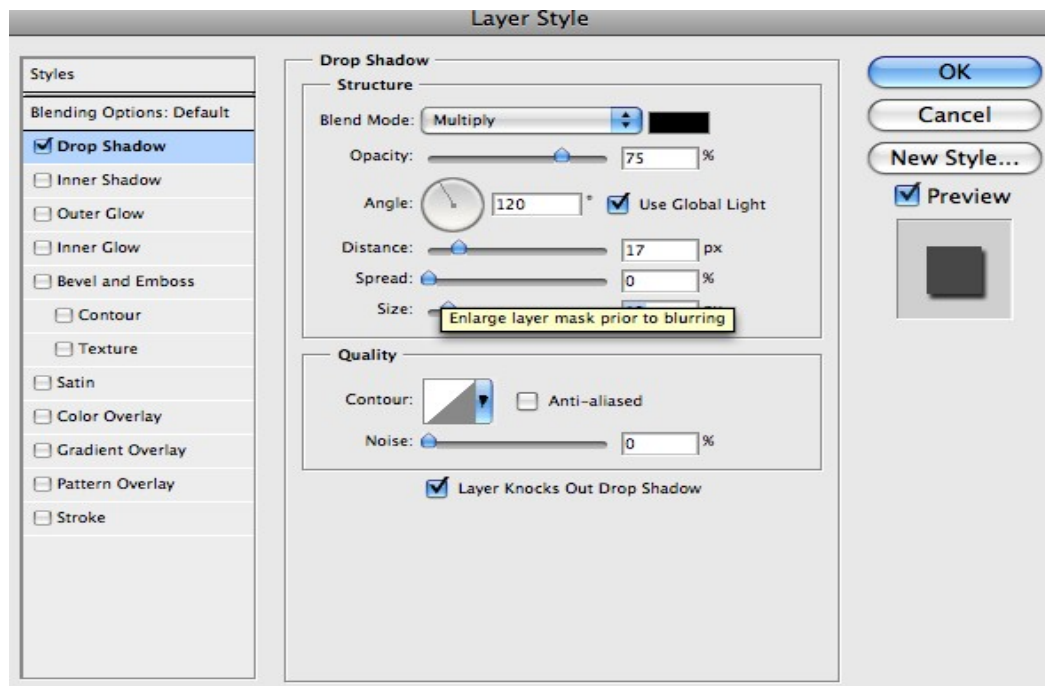 Layer Style
Styles
Blending Options: Default
Drop Shadow
Inner Shadow
Outer Glow
Inner Glow
Bevel and Emboss
Contour
Texture
Satin
Color Overlay
Gradient Overlay
Pattern Overlay
Stroke
Drop Shadow
Structure
Blend Mode: Multiply
Opacity: 75 %
Angle: 120 ° Use Global Light
Distance: 17 px
Spread: 0 %
Size:
Enlarge layer mask prior to blurring
Quality
Contour: Anti-aliased
Noise: 0 %
Layer Knocks Out Drop Shadow
OK
Cancel
New Style...
Preview